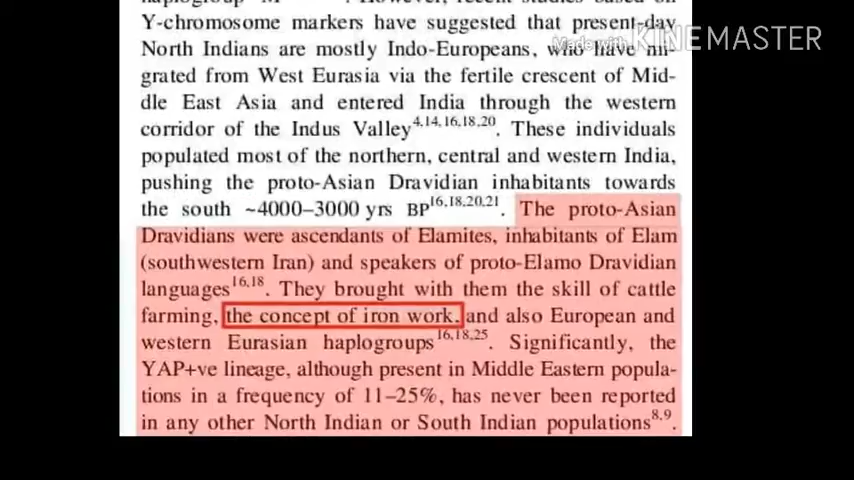 Y-chromosome markers have suggested that present-day
North Indians are mostly Indo-Europeans, who have mi-
grated from West Eurasia via the fertile crescent of Mid-
dle East Asia and entered India through the western
corridor of the Indus Valley4,14,16,18,20. These individuals
populated most of the northern, central and western India,
pushing the proto-Asian Dravidian inhabitants towards
the south ~4000–3000 yrs BP16,18,20,21. The proto-Asian
Dravidians were ascendants of Elamites, inhabitants of Elam
(southwestern Iran) and speakers of proto-Elamo Dravidian
languages16,18. They brought with them the skill of cattle
farming, the concept of iron work, and also European and
western Eurasian haplogroups16,18,25. Significantly, the
YAP+ve lineage, although present in Middle Eastern popula-
tions in a frequency of 11–25%, has never been reported
in any other North Indian or South Indian populations8,9.
Made with KINEMASTER